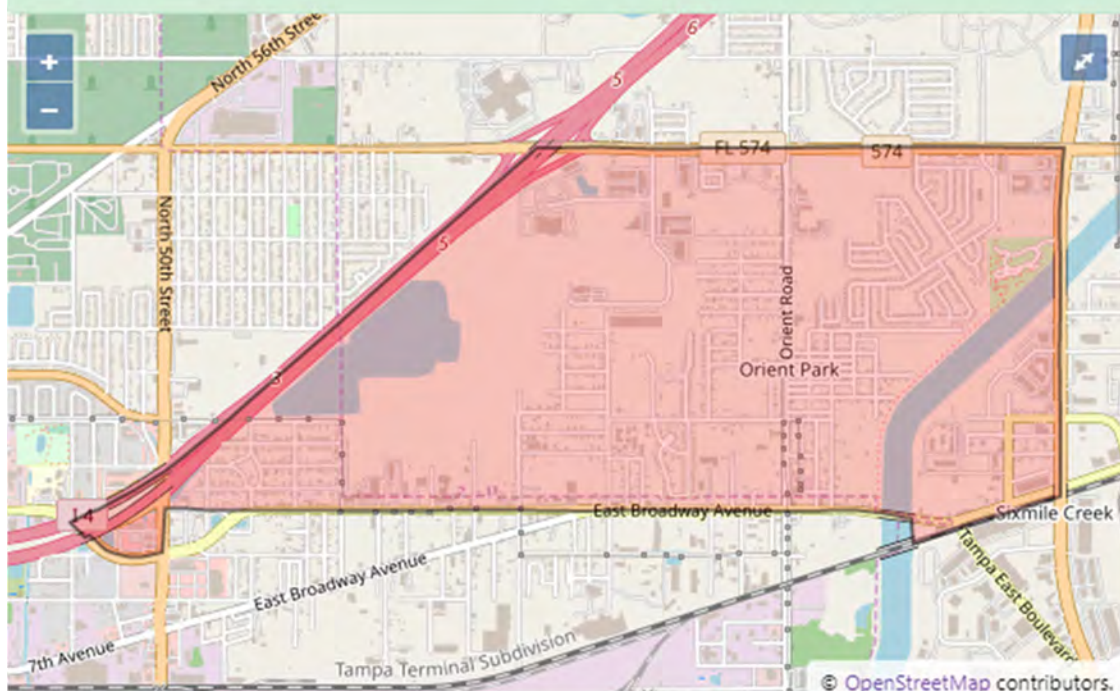 +
−
North 56th Street
6
5
FL 574
574
5
North 50th Street
Orient Road
3
Orient Park
I 4
East Broadway Avenue
Sixmile Creek
East Broadway Avenue
Tampa East Boulevard
7th Avenue
Tampa Terminal Subdivision
© OpenStreetMap contributors.